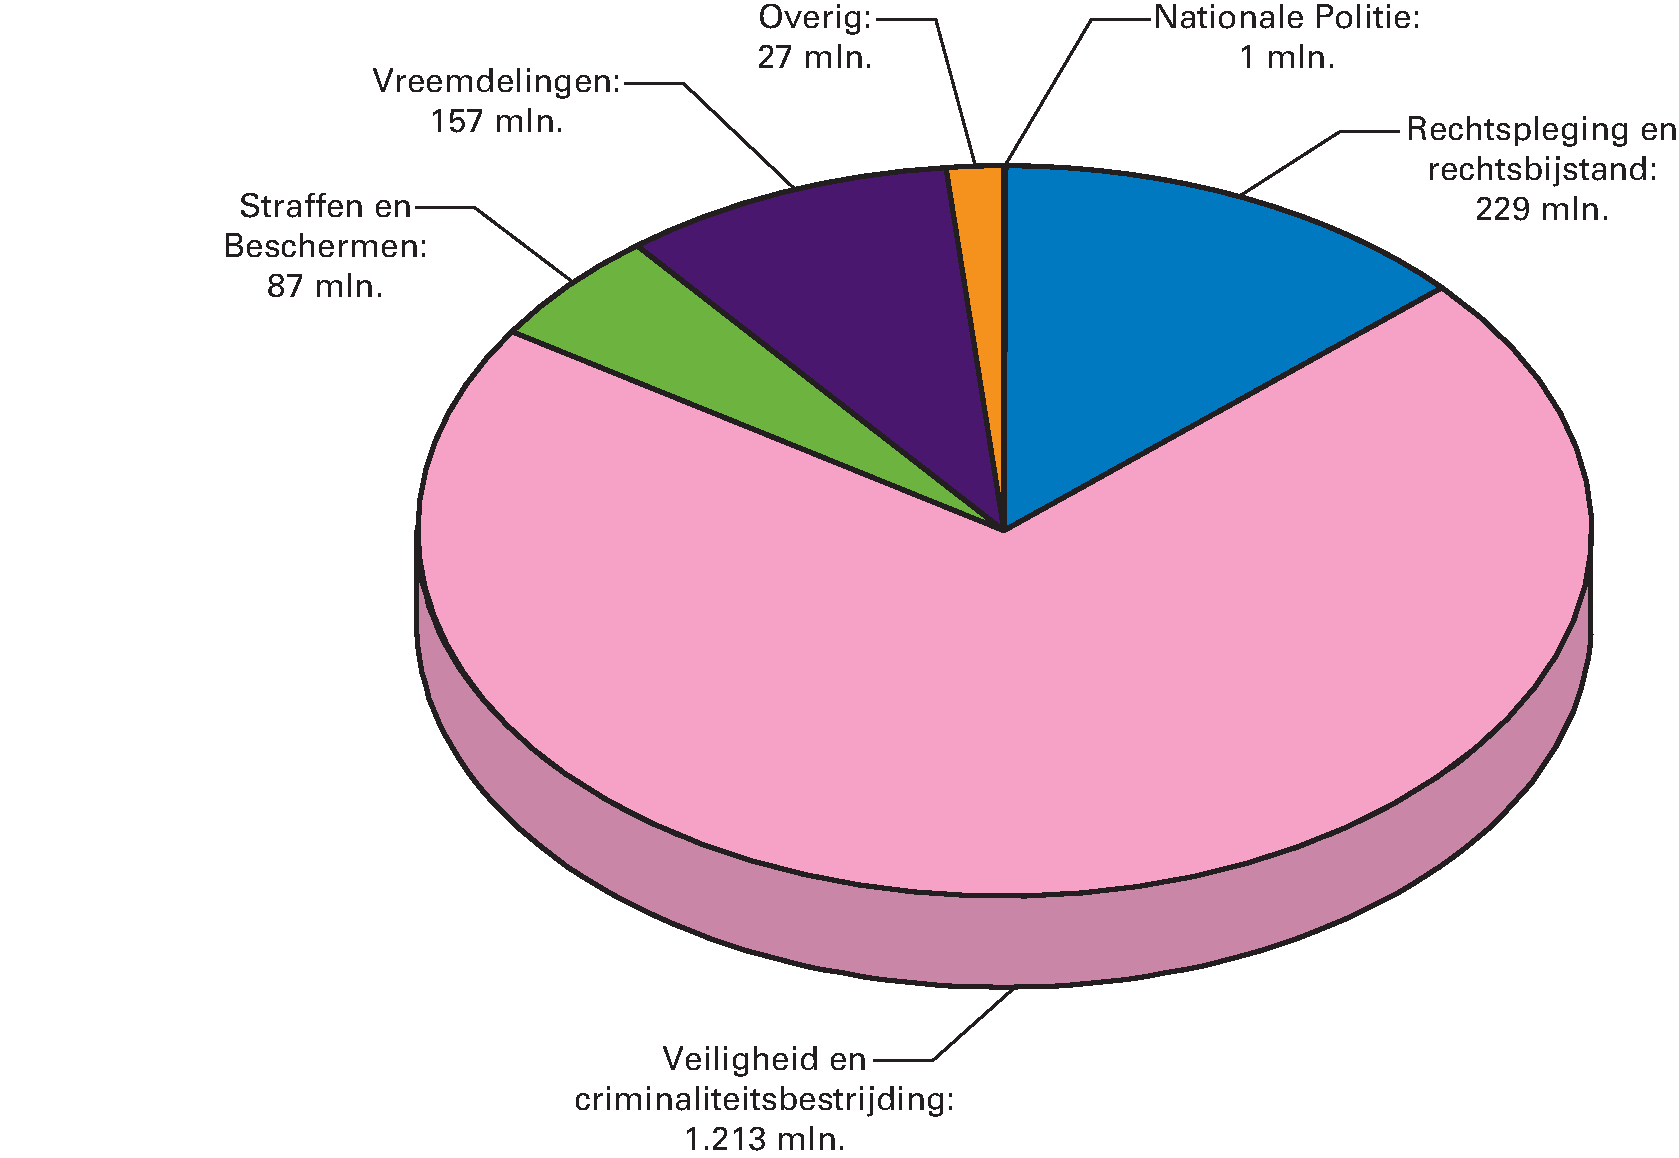 Overig:
27 mln.
Nationale Politie:
1 mln.
Vreemdelingen:
157 mln.
Rechtspleging en
rechtsbijstand:
229 mln.
Straffen en
Beschermen:
87 mln.
Veiligheid en
criminaliteitsbestrijding:
1.213 mln.